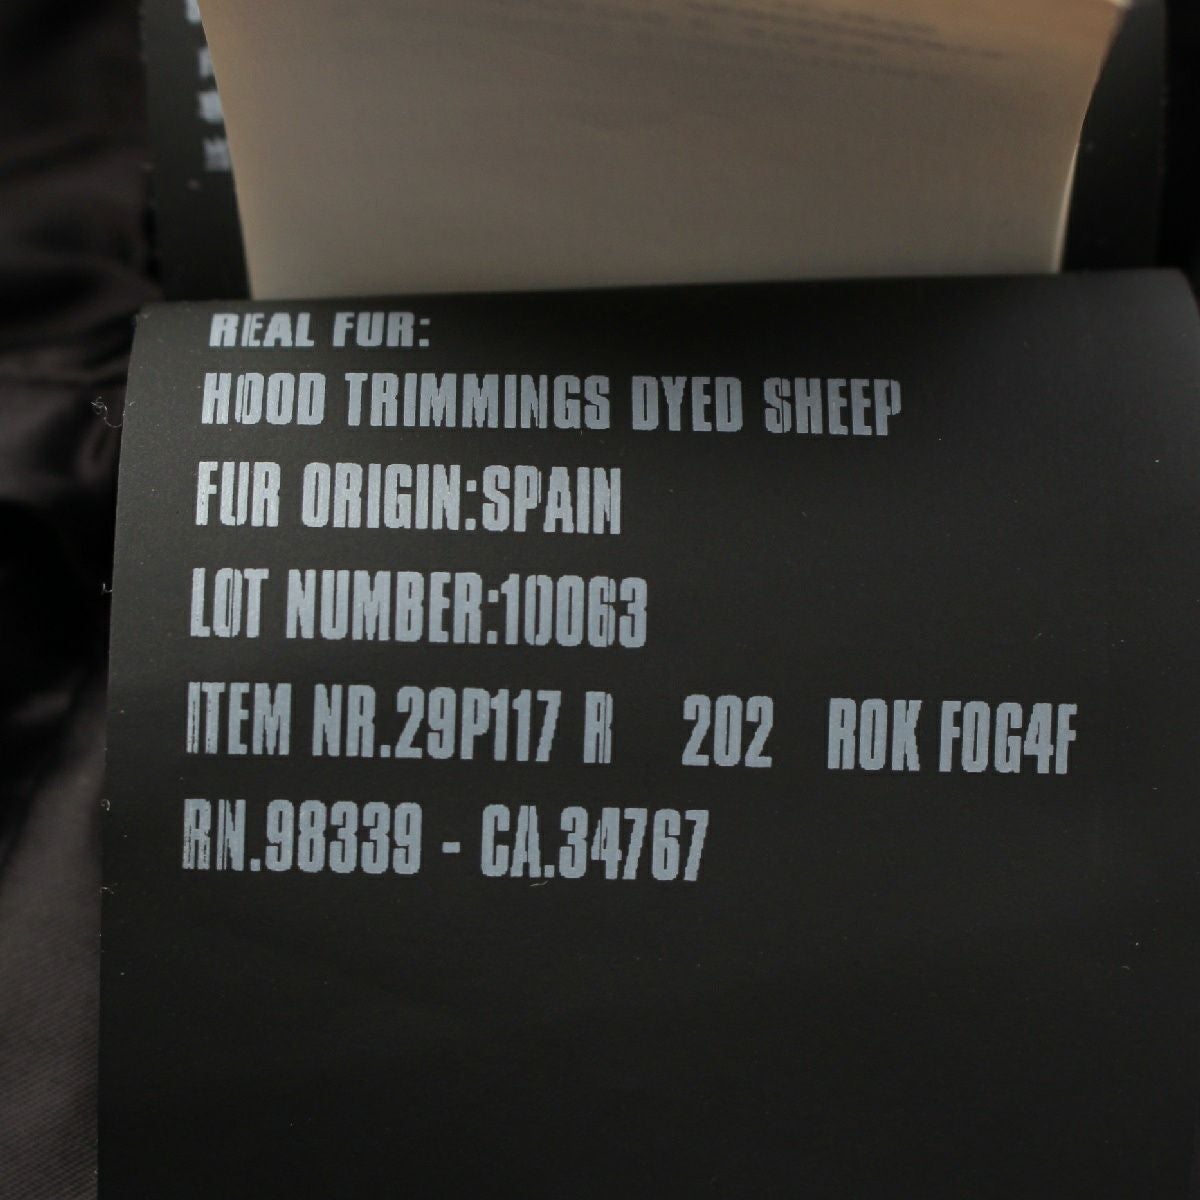 REAL FUR:
HOOD TRIMMINGS DYED SHEEP
FUR ORIGIN:SPAIN
LOT NUMBER:10063
ITEM NR.29P117 R 202 ROK F0G4F
RN.98339 - CA.34767